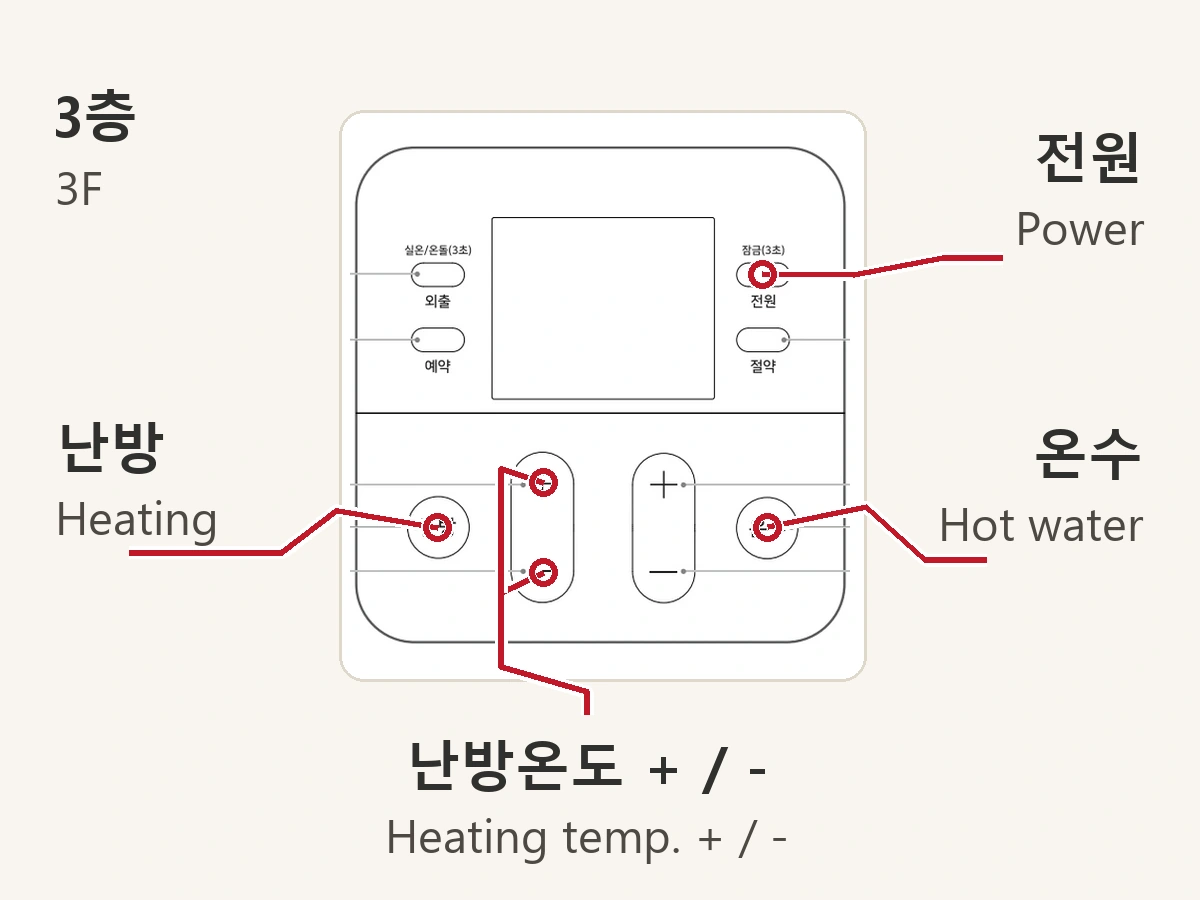 3층
3F
전원
Power
실온/온돌(3초)
외출
예약
잠금(3초)
전원
절약
난방
Heating
온수
Hot water
난방온도 + / -
Heating temp. + / -